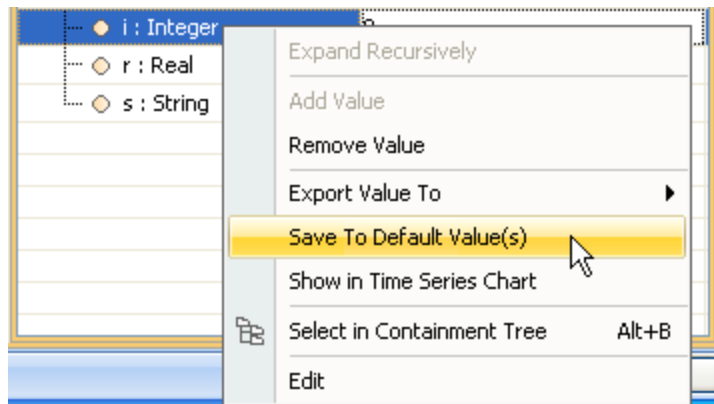 i : Integer
Expand Recursively
r : Real
Add Value
s : String
Remove Value
Export Value To
Save To Default Value(s)
Show in Time Series Chart
Select in Containment Tree Alt+B
Edit